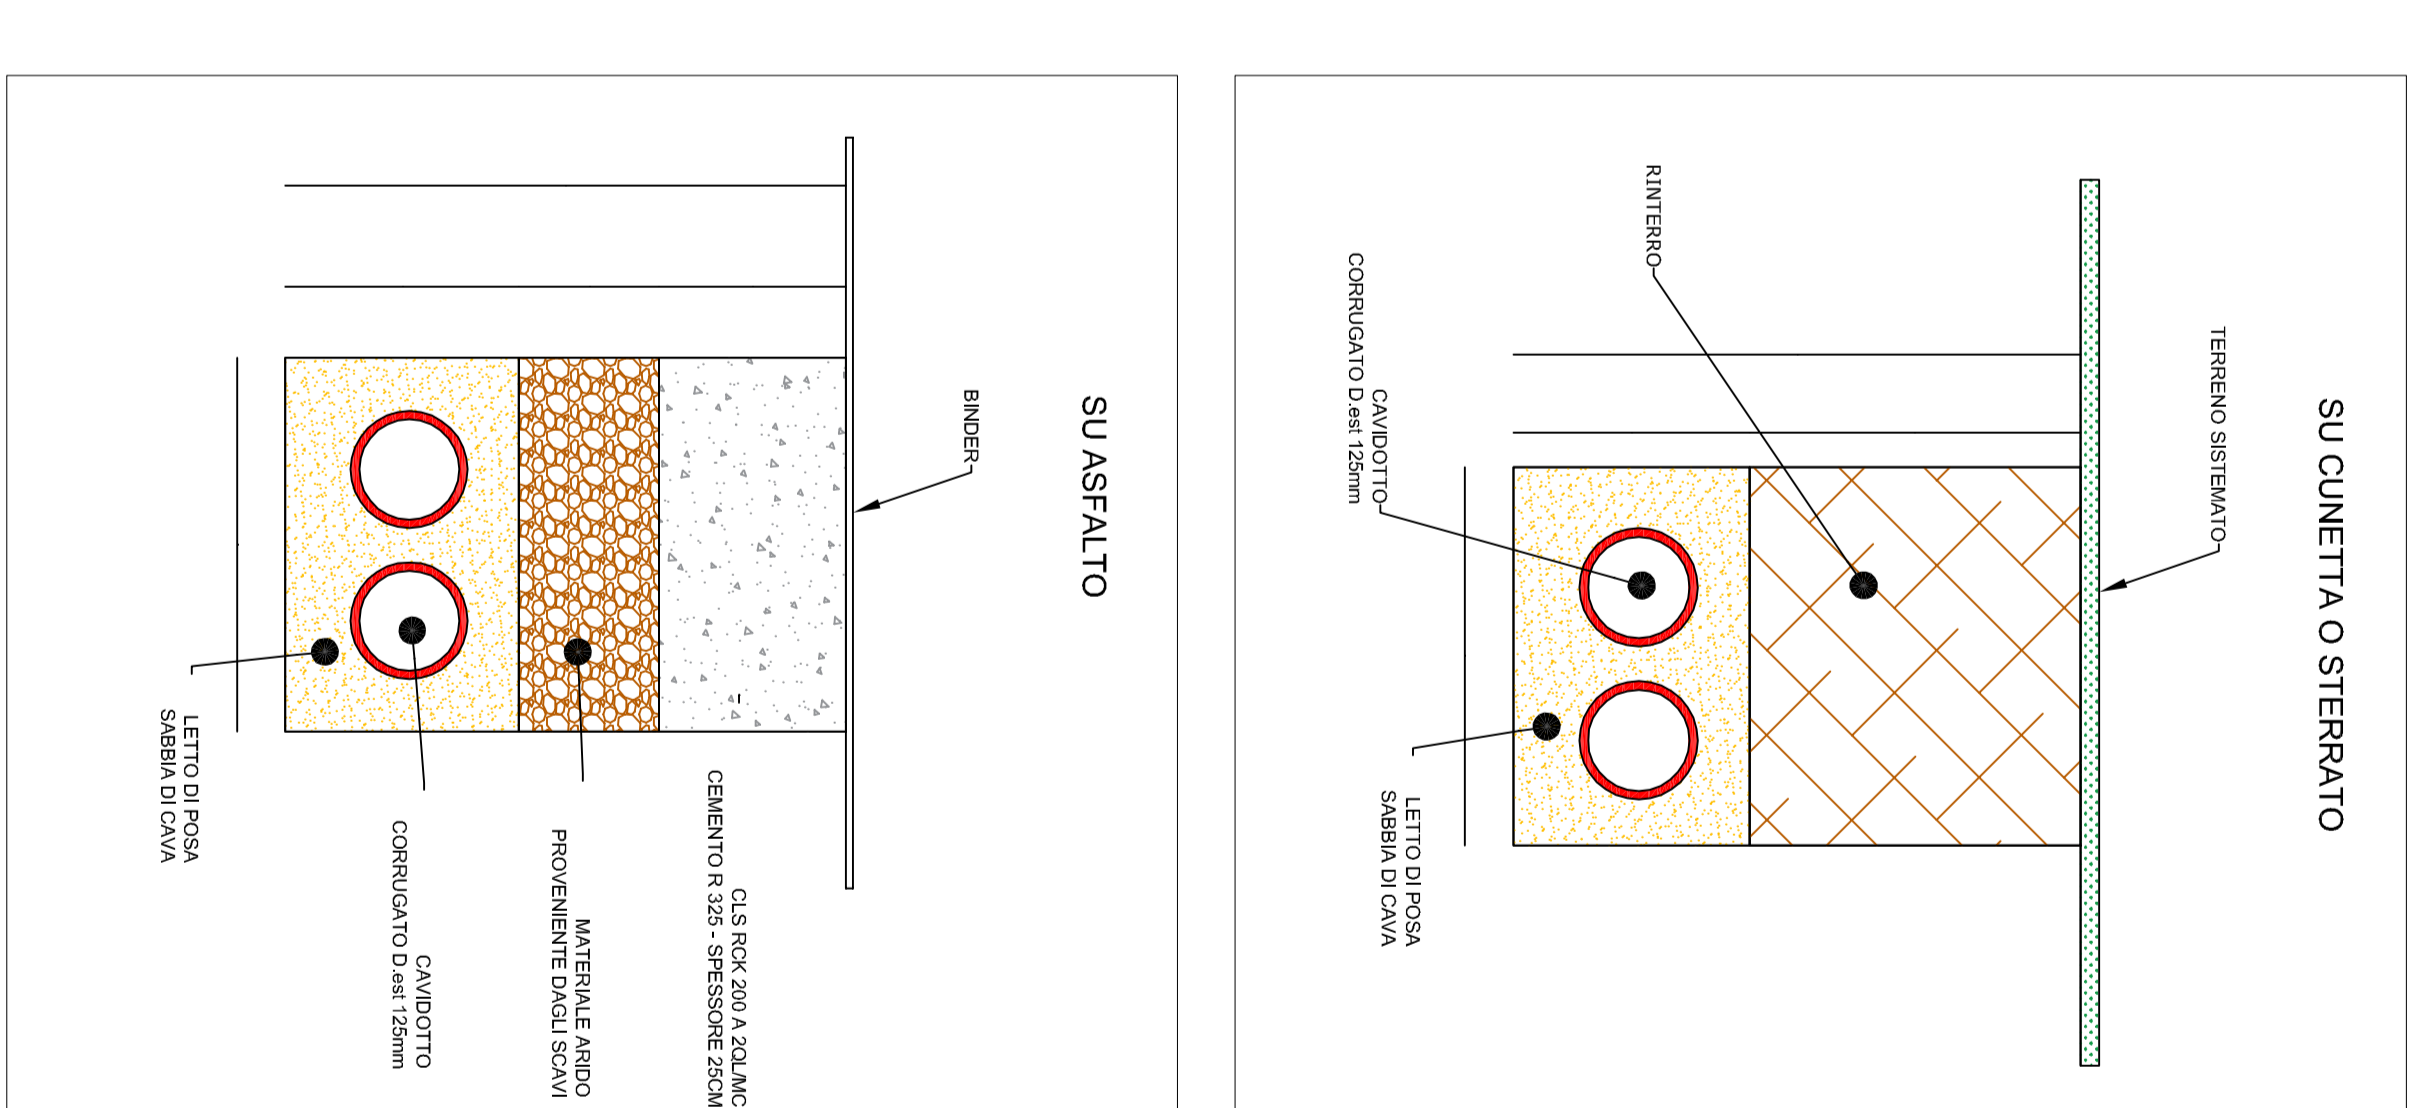 SU CUNETTA O STERRATO
TERRENO SISTEMATO
RINTERRO
CAVIDOTTO
CORRUGATO D.est 125mm
LETTO DI POSA
SABBIA DI CAVA
SU ASFALTO
BINDER
CLS RCK 200 A 2QL/MC
CEMENTO R 325 - SPESSORE 25CM
MATERIALE ARIDO
PROVENIENTE DAGLI SCAVI
CAVIDOTTO
CORRUGATO D.est 125mm
LETTO DI POSA
SABBIA DI CAVA